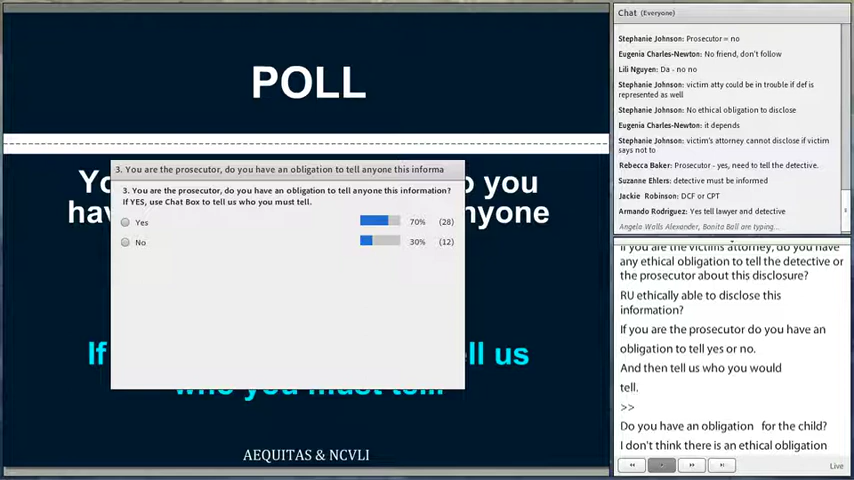 POLL
Yo
o you
hav
nyone
If
ell us
3. You are the prosecutor, do you have an obligation to tell anyone this informa
3. You are the prosecutor, do you have an obligation to tell anyone this information?
If YES, use Chat Box to tell us who you must tell.
Yes 70% (28)
No 30% (12)
AEQUITAS & NCVLI
Chat (Everyone)
Stephanie Johnson: Prosecutor = no
Eugenia Charles-Newton: No friend, don't follow
Lili Nguyen: Da - no no
Stephanie Johnson: victim atty could be in trouble if def is
represented as well
Stephanie Johnson: No ethical obligation to disclose
Eugenia Charles-Newton: it depends
Stephanie Johnson: victim's attorney cannot disclose if victim
says not to
Rebecca Baker: Prosecutor - yes, need to tell the detective.
Suzanne Ehlers: detective must be informed
Jackie Robinson: DCF or CPT
Armando Rodriguez: Yes tell lawyer and detective
Angela Walls Alexander, Bonita Ball are typing...
If you are the victims attorney, do you have
any ethical obligation to tell the detective or
the prosecutor about this disclosure?
RU ethically able to disclose this
information?
If you are the prosecutor do you have an
obligation to tell yes or no.
And then tell us who you would
tell.
>>
Do you have an obligation for the child?
I don't think there is an ethical obligation
Live